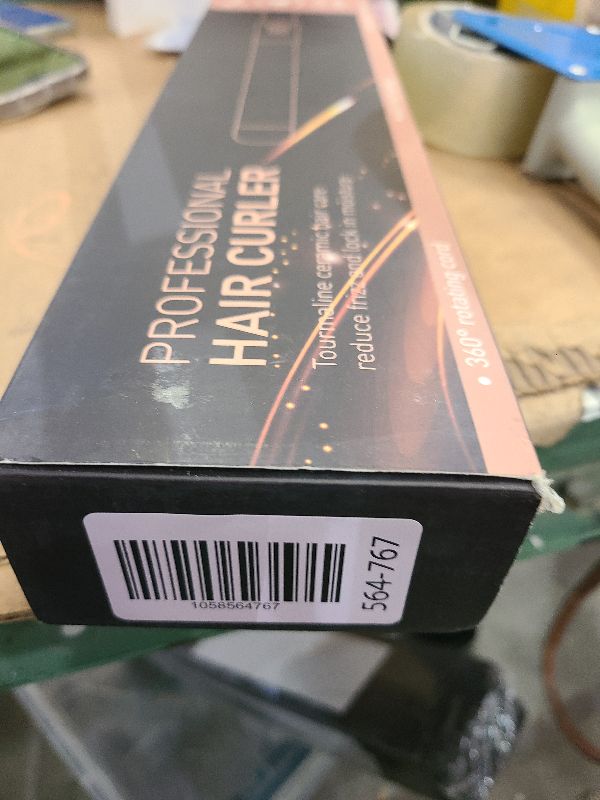 PROFESSIONAL
HAIR CURLER
Tourmaline ceramic hair care
reduce frizz and lock in moisture
• 360° rotating cord
1058564767
564-767